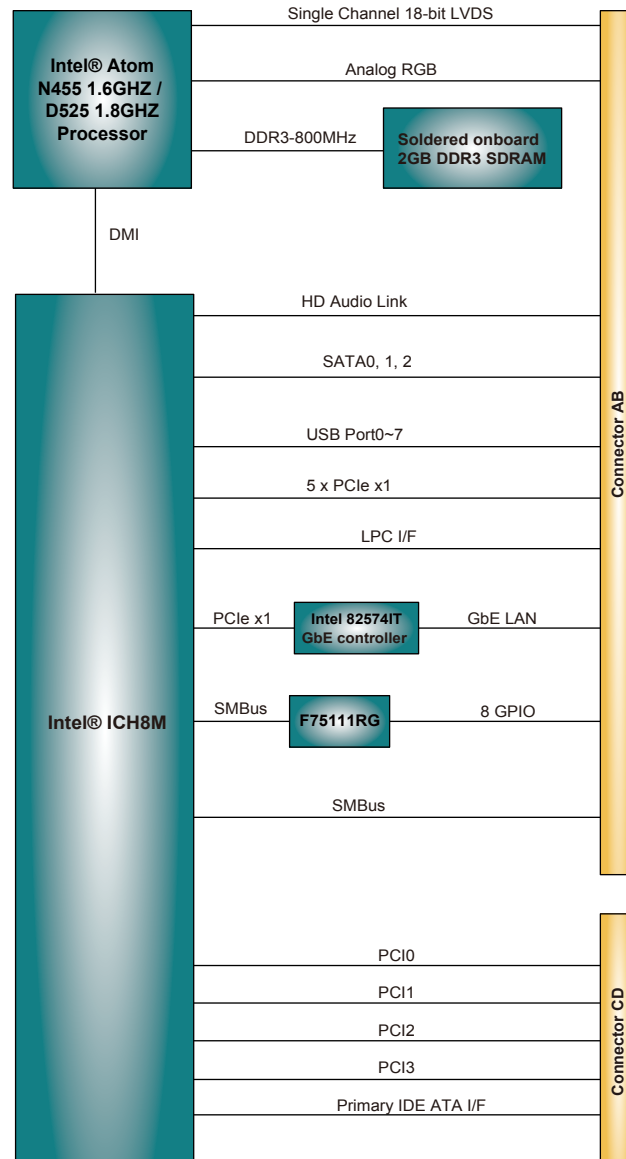 Single Channel 18-bit LVDS
Intel® Atom
N455 1.6GHZ /
D525 1.8GHZ
Processor
Analog RGB
DDR3-800MHz
Soldered onboard
2GB DDR3 SDRAM
DMI
HD Audio Link
SATA0, 1, 2
USB Port0~7
5 x PCIe x1
LPC I/F
PCIe x1
Intel 82574IT
GbE controller
GbE LAN
Intel® ICH8M
SMBus
F75111RG
8 GPIO
SMBus
Connector AB
PCI0
PCI1
PCI2
PCI3
Primary IDE ATA I/F
Connector CD